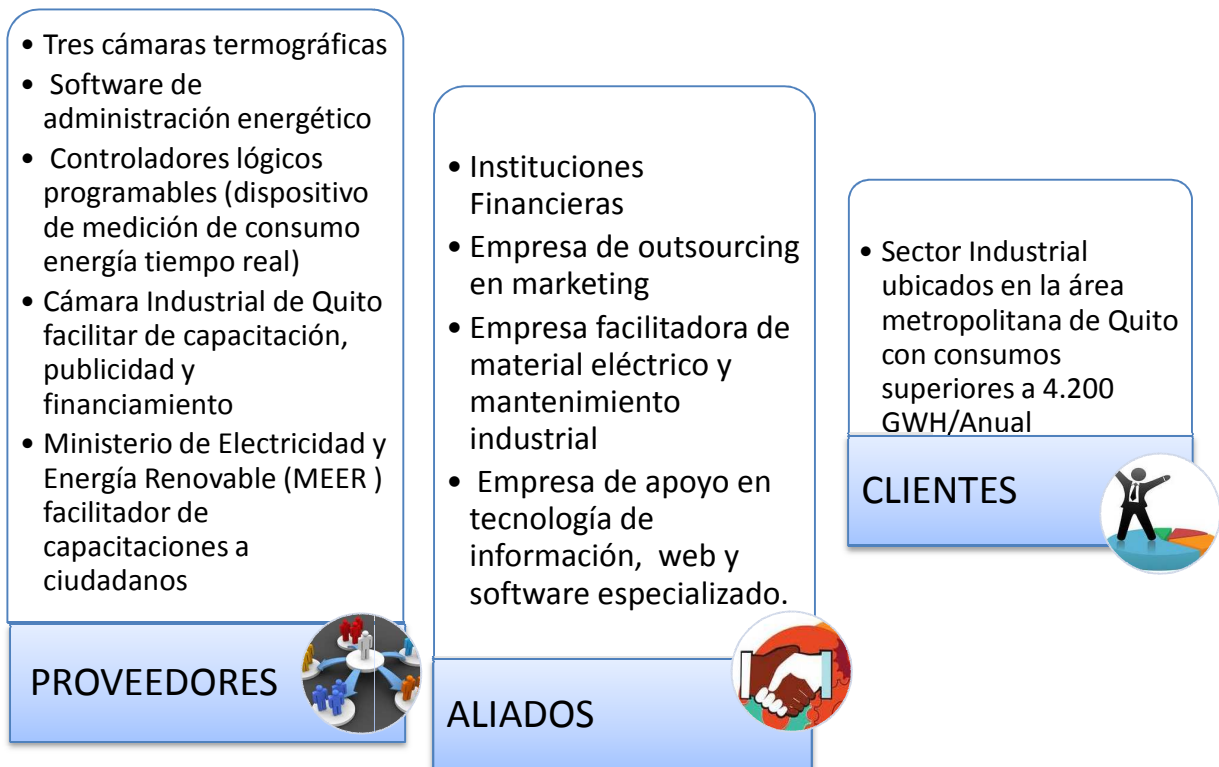 • Tres cámaras termográficas
• Software de
administración energético
• Controladores lógicos
programables (dispositivo
de medición de consumo
energía tiempo real)
• Cámara Industrial de Quito
facilitar de capacitación,
publicidad y
financiamiento
• Ministerio de Electricidad y
Energía Renovable (MEER )
facilitador de
capacitaciones a
ciudadanos
PROVEEDORES
• Instituciones
Financieras
• Empresa de outsourcing
en marketing
• Empresa facilitadora de
material eléctrico y
mantenimiento
industrial
• Empresa de apoyo en
tecnología de
información, web y
software especializado.
ALIADOS
• Sector Industrial
ubicados en la área
metropolitana de Quito
con consumos
superiores a 4.200
GWH/Anual
CLIENTES